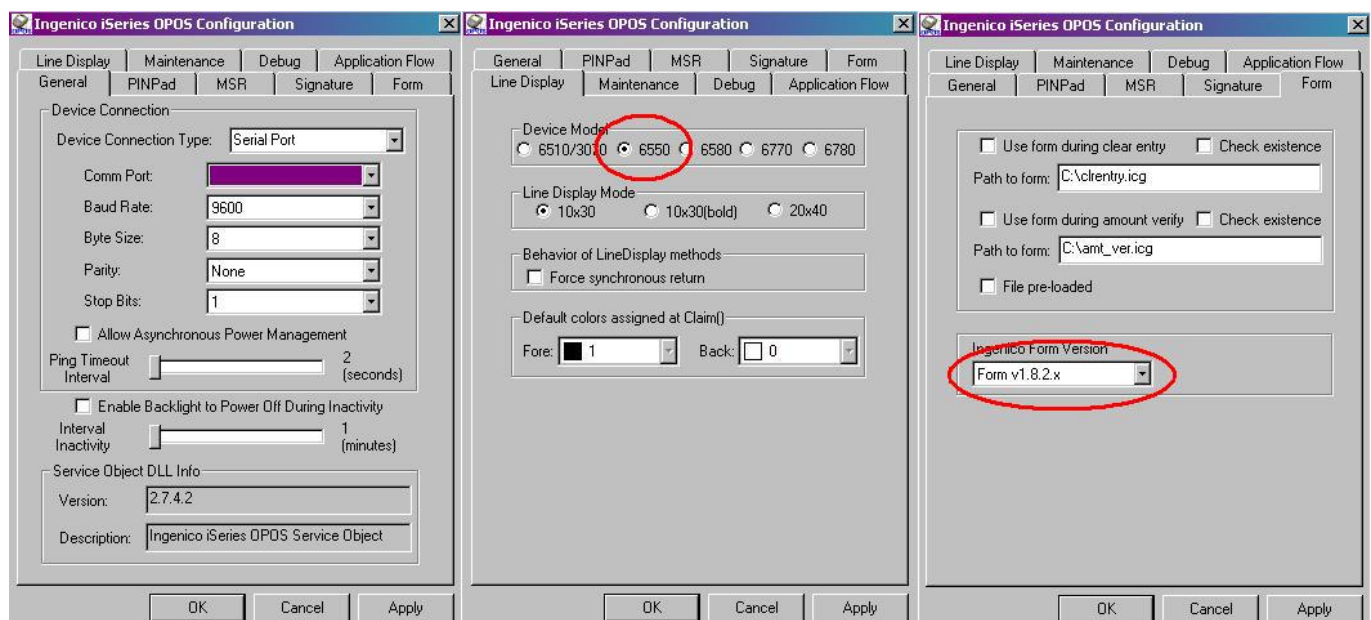 Ingenico iSeries OPOS Configuration
Line Display Maintenance Debug Application Flow
General PINPad MSR Signature Form
Device Connection
Device Connection Type: Serial Port
Comm Port:
Baud Rate: 9600
Byte Size: 8
Parity: None
Stop Bits: 1
Allow Asynchronous Power Management
Ping Timeout Interval 2 (seconds)
Enable Backlight to Power Off During Inactivity
Interval Inactivity 1 (minutes)
Service Object DLL Info
Version: 2.7.4.2
Description: Ingenico iSeries OPOS Service Object
OK Cancel Apply
Ingenico iSeries OPOS Configuration
General PINPad MSR Signature Form
Line Display Maintenance Debug Application Flow
Device Model
6510/3070 6550 6580 6770 6780
Line Display Mode
10x30 10x30(bold) 20x40
Behavior of LineDisplay methods
Force synchronous return
Default colors assigned at Claim()
Fore: 1 Back: 0
OK Cancel Apply
Ingenico iSeries OPOS Configuration
Line Display Maintenance Debug Application Flow
General PINPad MSR Signature Form
Use form during clear entry Check existence
Path to form: C:\clrentry.icg
Use form during amount verify Check existence
Path to form: C:\amt_ver.icg
File pre-loaded
Ingenico Form Version
Form v1.8.2.x
OK Cancel Apply